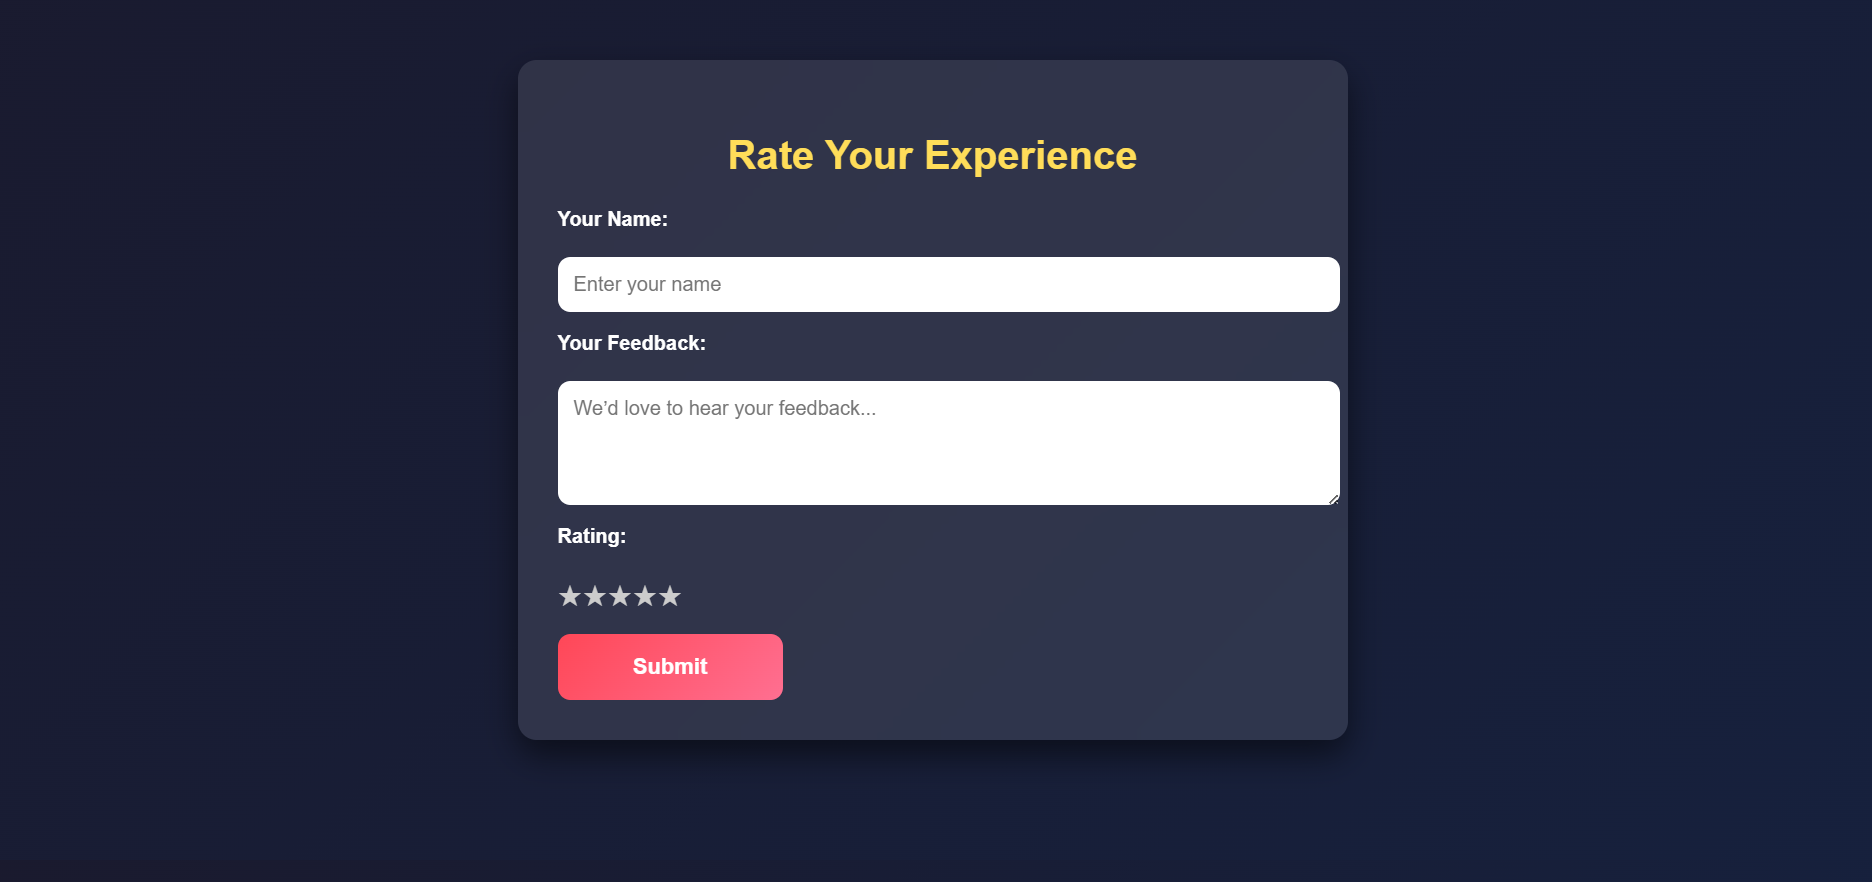 Rate Your Experience
Your Name:
Enter your name
Your Feedback:
We’d love to hear your feedback...
Rating:
★★★★★
Submit